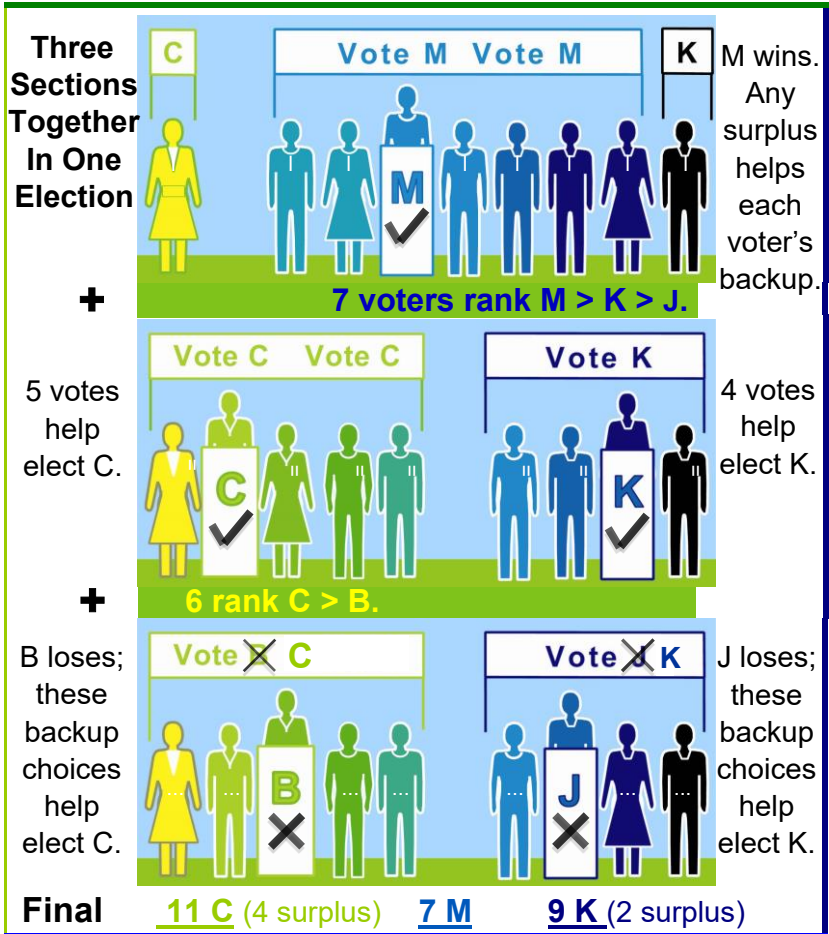 Three
Sections
Together
In One
Election
C
Vote M Vote M
K
M
M wins.
Any
surplus
helps
each
voter's
backup.
+
7 voters rank M > K > J.
5 votes
help
elect C.
Vote C Vote C
Vote K
C
K
4 votes
help
elect K.
+
6 rank C > B.
B loses;
these
backup
choices
help
elect C.
Vote B C
Vote J K
B
J
J loses;
these
backup
choices
help
elect K.
Final 11 C (4 surplus) 7 M 9 K (2 surplus)